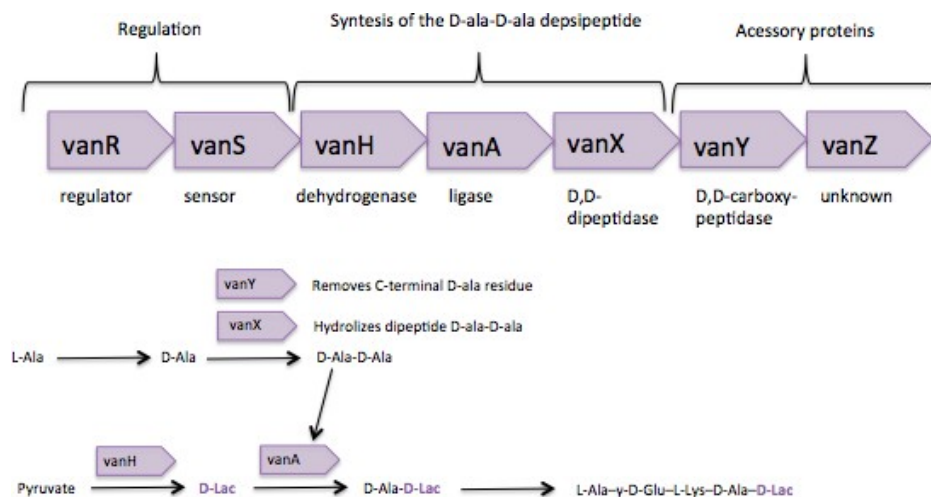 Regulation
Syntesis of the D-ala-D-ala depsipeptide
Acessory proteins
vanR
vanS
vanH
vanA
vanX
vanY
vanZ
regulator
sensor
dehydrogenase
ligase
D,D-
dipeptidase
D,D-carboxy-
peptidase
unknown
vanY
Removes C-terminal D-ala residue
vanX
Hydrolizes dipeptide D-ala-D-ala
L-Ala
D-Ala
D-Ala-D-Ala
vanH
vanA
Pyruvate
D-Lac
D-Ala-D-Lac
L-Ala–γ-D-Glu–L-Lys–D-Ala–D-Lac